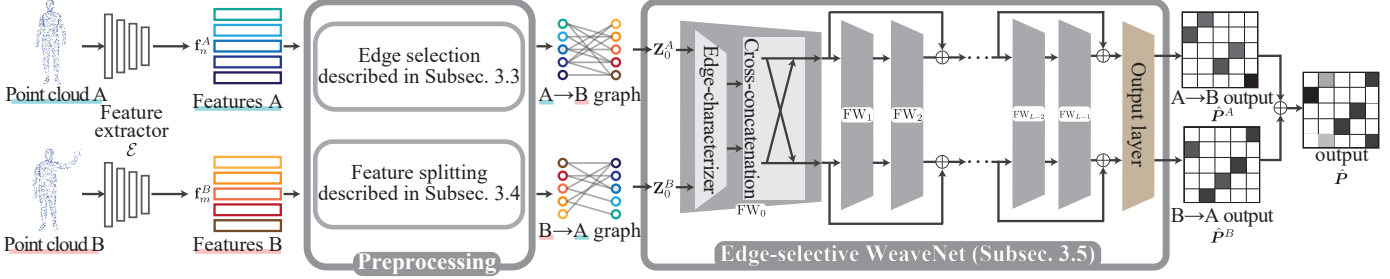 Point cloud A
Feature
extractor
ℰ
f_n^A
Features A
Point cloud B
f_m^B
Features B
Edge selection
described in Subsec. 3.3
Feature splitting
described in Subsec. 3.4
Preprocessing
A→B graph
B→A graph
Z_0^A
Z_0^B
Edge-characterizer
Cross-concatenation
FW_0
FW_1
FW_2
FW_{L-2}
FW_{L-1}
Output layer
Edge-selective WeaveNet (Subsec. 3.5)
A→B output
P̂^A
B→A output
P̂^B
output
P̂